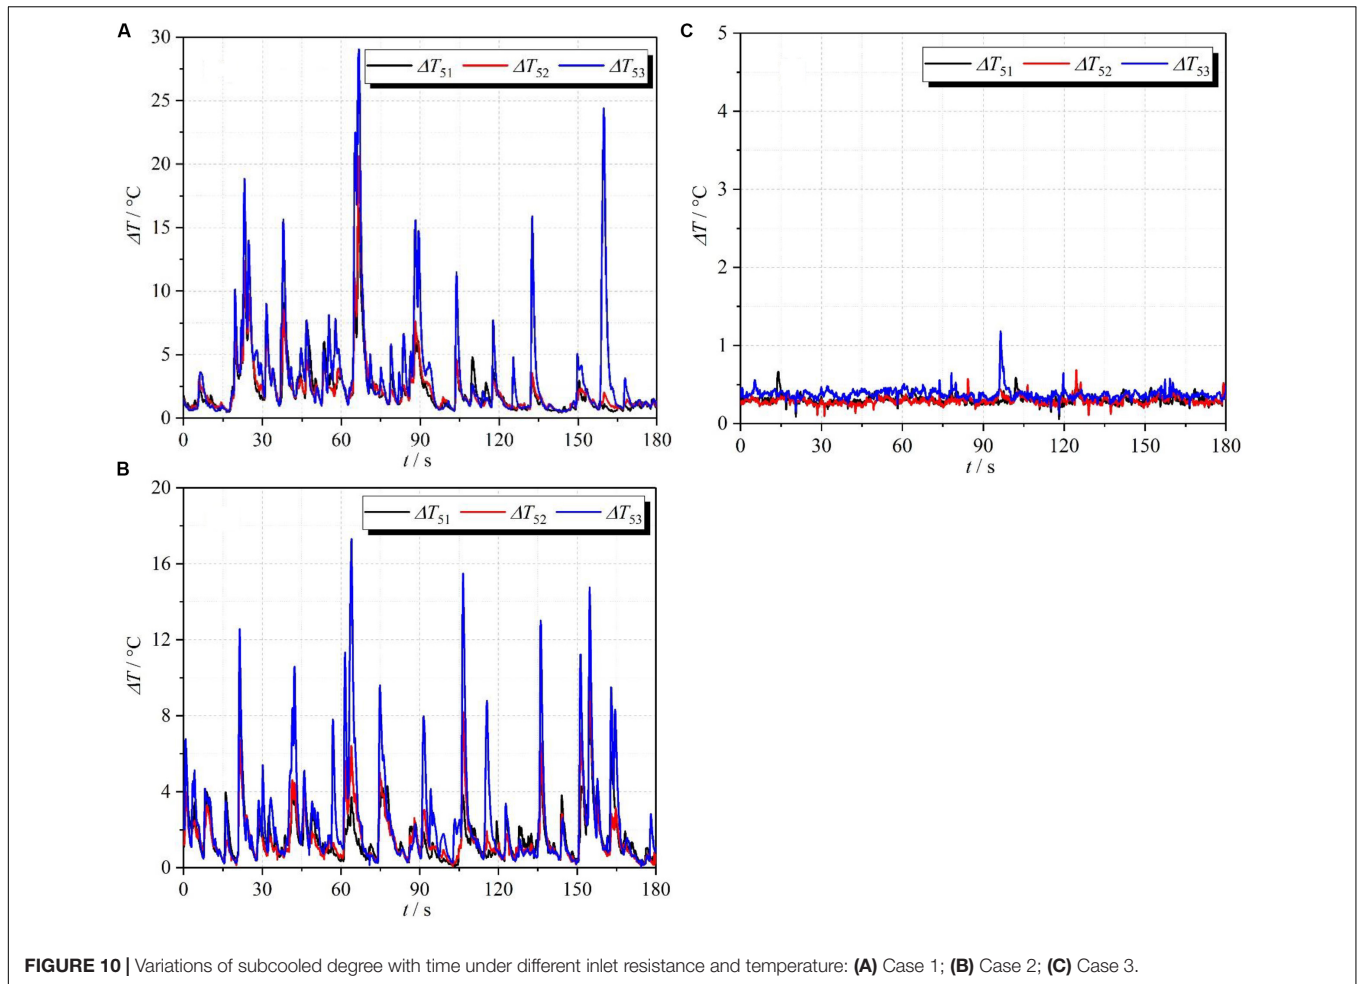 A
30
25
20
15
10
5
0
ΔT / °C
ΔT51 ΔT52 ΔT53
0 30 60 90 120 150 180
t / s
C
5
4
3
2
1
0
ΔT / °C
ΔT51 ΔT52 ΔT53
0 30 60 90 120 150 180
t / s
B
20
16
12
8
4
0
ΔT / °C
ΔT51 ΔT52 ΔT53
0 30 60 90 120 150 180
t / s
FIGURE 10 | Variations of subcooled degree with time under different inlet resistance and temperature: (A) Case 1; (B) Case 2; (C) Case 3.